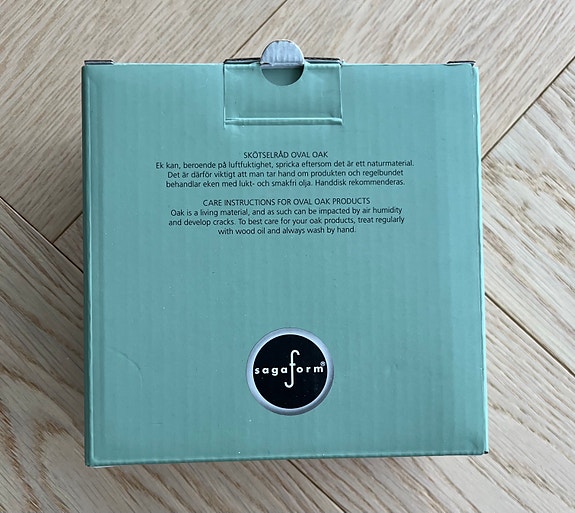 SKÖTSELRÅD OVAL OAK
Ek kan, beroende på luftfuktighet, spricka eftersom det är ett naturmaterial.
Det är därför viktigt att man tar hand om produkten och regelbundet
behandlar eken med lukt- och smakfri olja. Handdisk rekommenderas.
CARE INSTRUCTIONS FOR OVAL OAK PRODUCTS
Oak is a living material, and as such can be impacted by air humidity
and develop cracks. To best care for your oak products, treat regularly
with wood oil and always wash by hand.
sagaform®